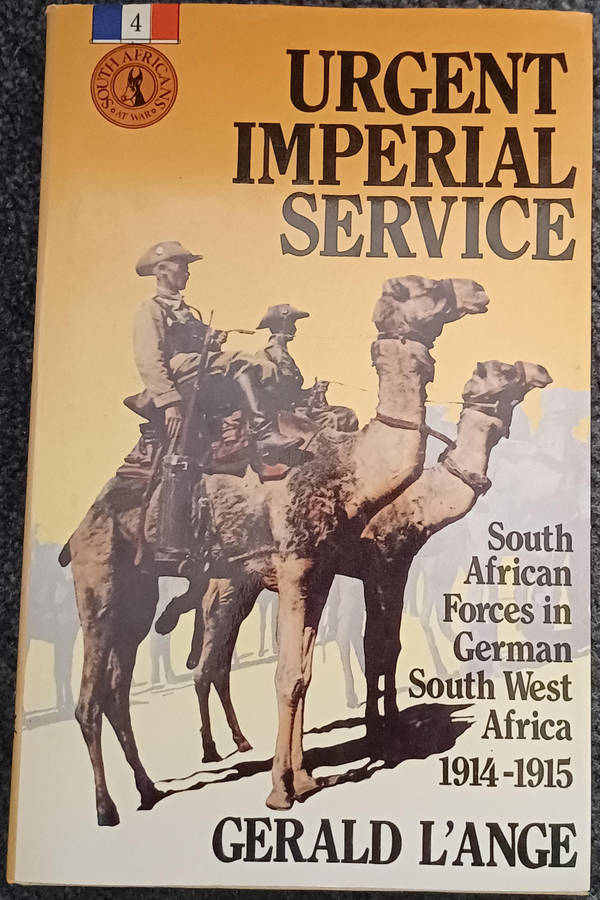 4
SOUTH AFRICANS
AT WAR
URGENT
IMPERIAL
SERVICE
South
African
Forces in
German
South West
Africa
1914-1915
GERALD L'ANGE